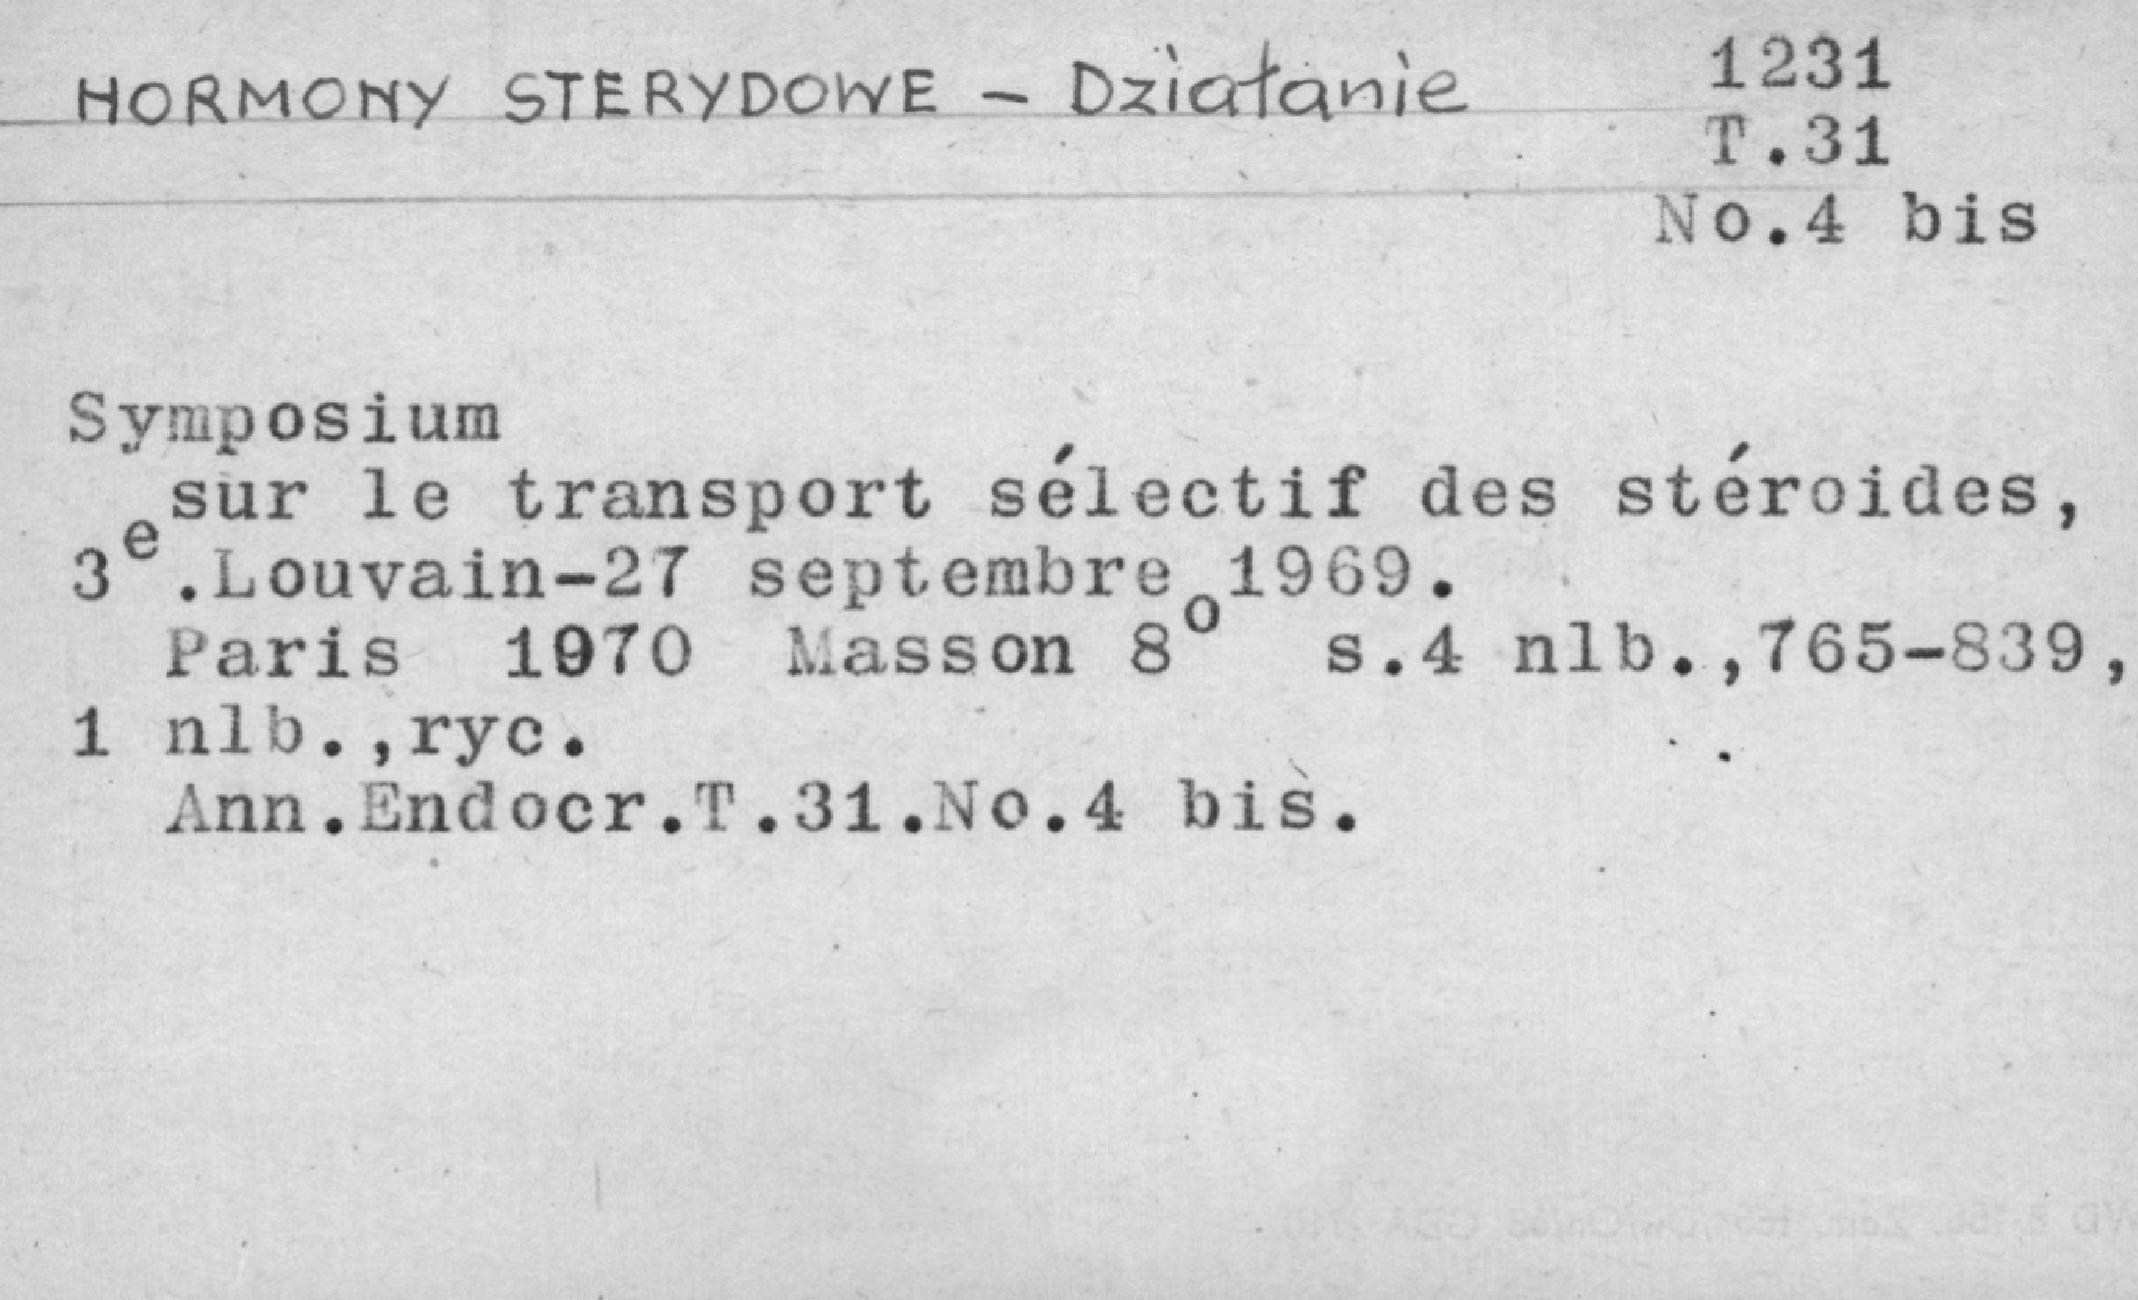 HORMONY STERYDOWE - Działanie
1231
T.31
No.4 bis
Symposium
sur le transport sélectif des stéroides,
3e.Louvain-27 septembre 1969.
Paris 1970 Masson 8o s.4 nlb.,765-839,
1 nlb.,ryc.
Ann.Endocr.T.31.No.4 bis.